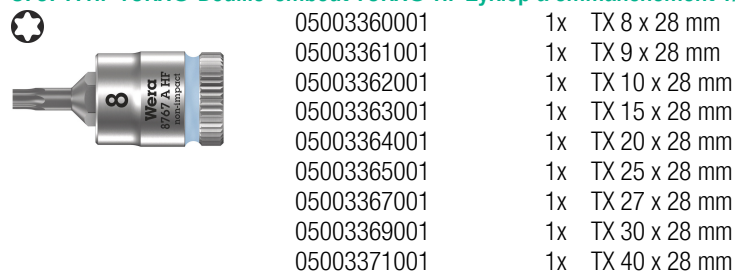 05003360001 1x TX 8 x 28 mm
05003361001 1x TX 9 x 28 mm
05003362001 1x TX 10 x 28 mm
05003363001 1x TX 15 x 28 mm
05003364001 1x TX 20 x 28 mm
05003365001 1x TX 25 x 28 mm
05003367001 1x TX 27 x 28 mm
05003369001 1x TX 30 x 28 mm
05003371001 1x TX 40 x 28 mm
8
Wera
8767 A HF
non-impact